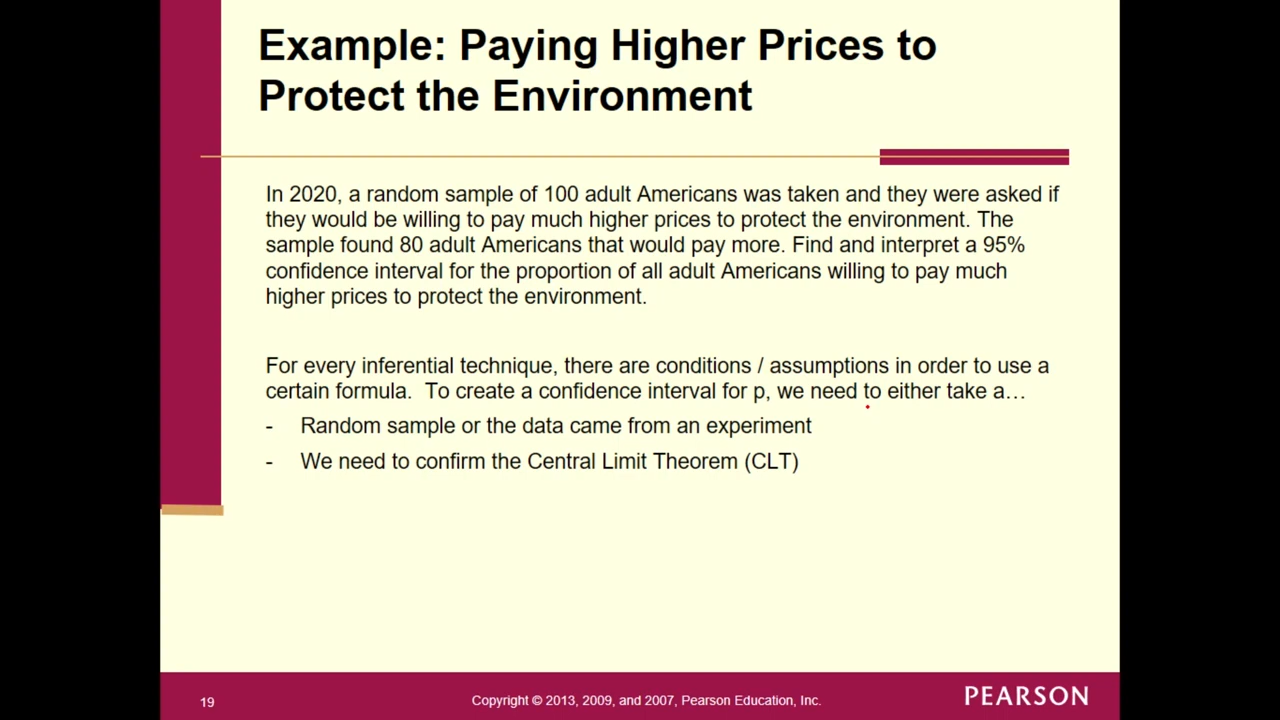 Example: Paying Higher Prices to
Protect the Environment
In 2020, a random sample of 100 adult Americans was taken and they were asked if
they would be willing to pay much higher prices to protect the environment. The
sample found 80 adult Americans that would pay more. Find and interpret a 95%
confidence interval for the proportion of all adult Americans willing to pay much
higher prices to protect the environment.
For every inferential technique, there are conditions / assumptions in order to use a
certain formula.  To create a confidence interval for p, we need to either take a…
- Random sample or the data came from an experiment
- We need to confirm the Central Limit Theorem (CLT)
19
Copyright © 2013, 2009, and 2007, Pearson Education, Inc.
PEARSON